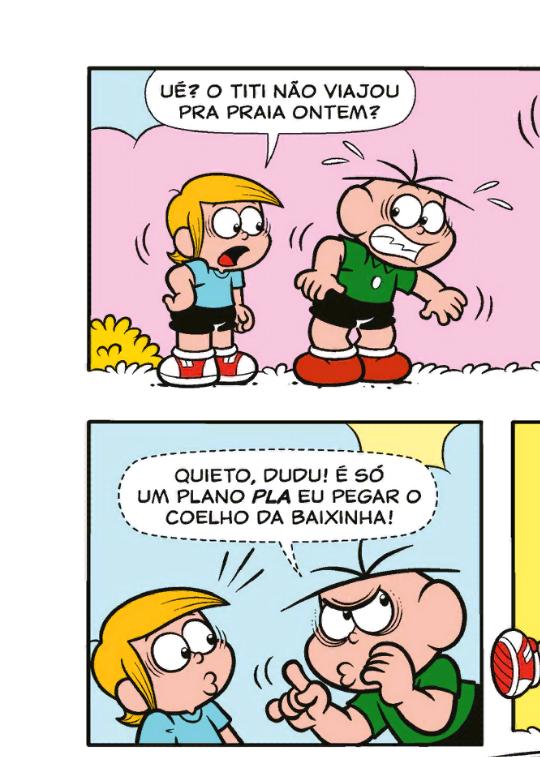 UÉ? O TITI NÃO VIAJOU
PRA PRAIA ONTEM?
QUIETO, DUDU! É SÓ
UM PLANO PLA EU PEGAR O
COELHO DA BAIXINHA!